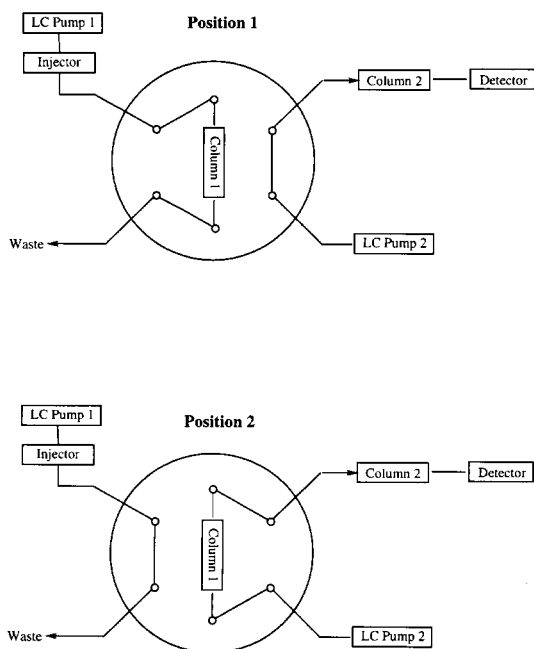 LC Pump 1
Position 1
Injector
Column 2
Detector
Column 1
Waste
LC Pump 2
LC Pump 1
Position 2
Injector
Column 2
Detector
Column 1
Waste
LC Pump 2